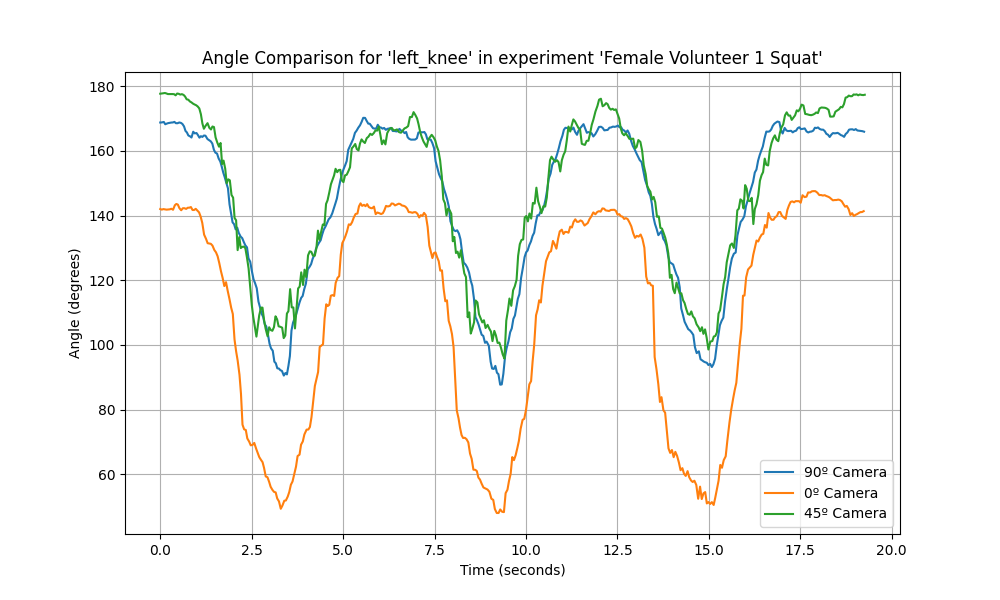 Angle Comparison for 'left_knee' in experiment 'Female Volunteer 1 Squat'
180
160
140
120
100
80
60
Angle (degrees)
0.0 2.5 5.0 7.5 10.0 12.5 15.0 17.5 20.0
Time (seconds)
90º Camera
0º Camera
45º Camera